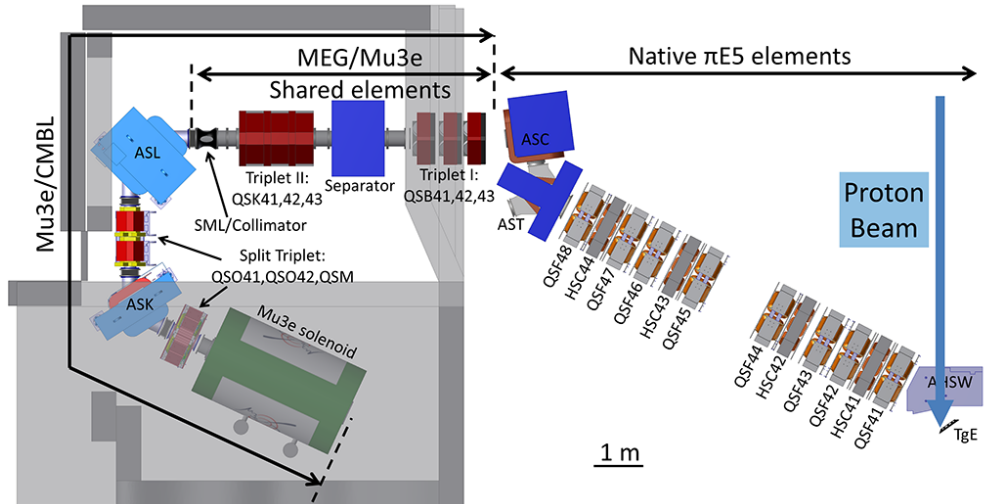 MEG/Mu3e
Shared elements
Native πE5 elements
Mu3e/CMBL
ASL
Triplet II:
QSK41,42,43
Separator
Triplet I:
QSB41,42,43
ASC
AST
SML/Collimator
Split Triplet:
QSO41,QSO42,QSM
ASK
Mu3e solenoid
Proton
Beam
QSF48
HSC44
QSF47
QSF46
HSC43
QSF45
QSF44
HSC42
QSF43
QSF42
HSC41
QSF41
AHSW
TgE
1 m